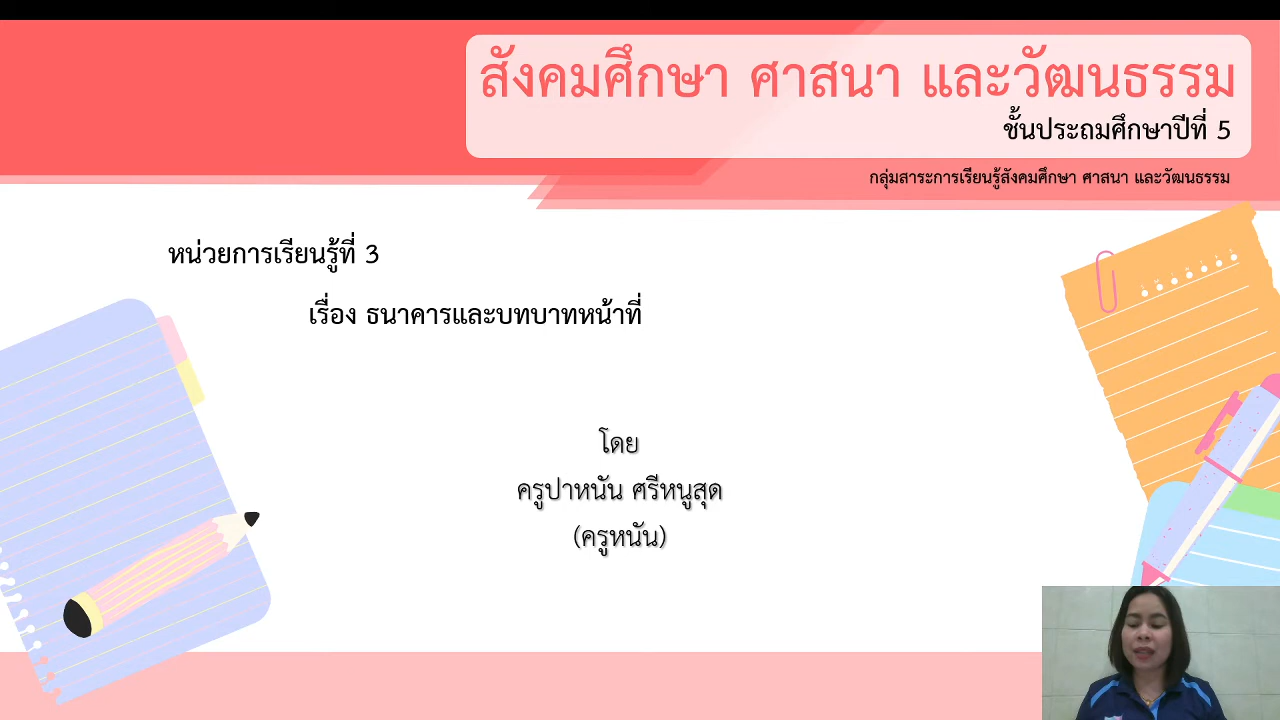 สังคมศึกษา ศาสนา และวัฒนธรรม
ชั้นประถมศึกษาปีที่ 5
กลุ่มสาระการเรียนรู้สังคมศึกษา ศาสนา และวัฒนธรรม
หน่วยการเรียนรู้ที่ 3
เรื่อง ธนาคารและบทบาทหน้าที่
โดย
ครูปาหนัน ศรีหนูสุด
(ครูหนัน)